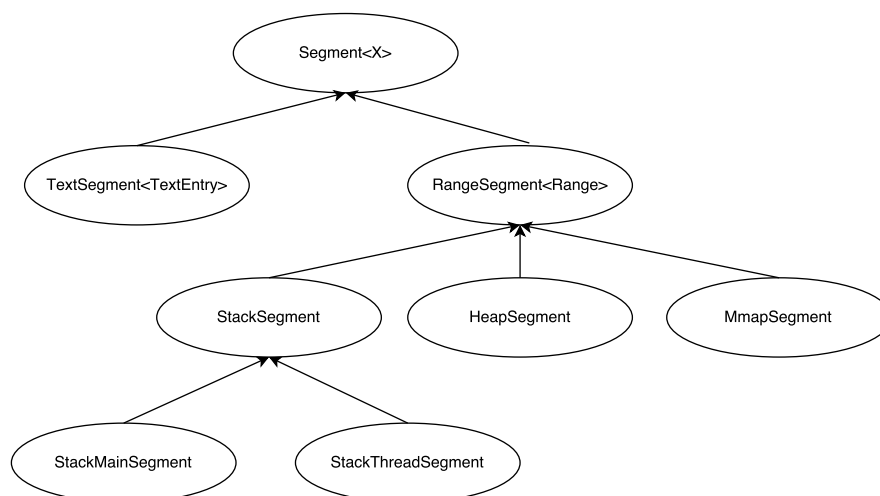 Segment<X>
TextSegment<TextEntry>
RangeSegment<Range>
StackSegment
HeapSegment
MmapSegment
StackMainSegment
StackThreadSegment